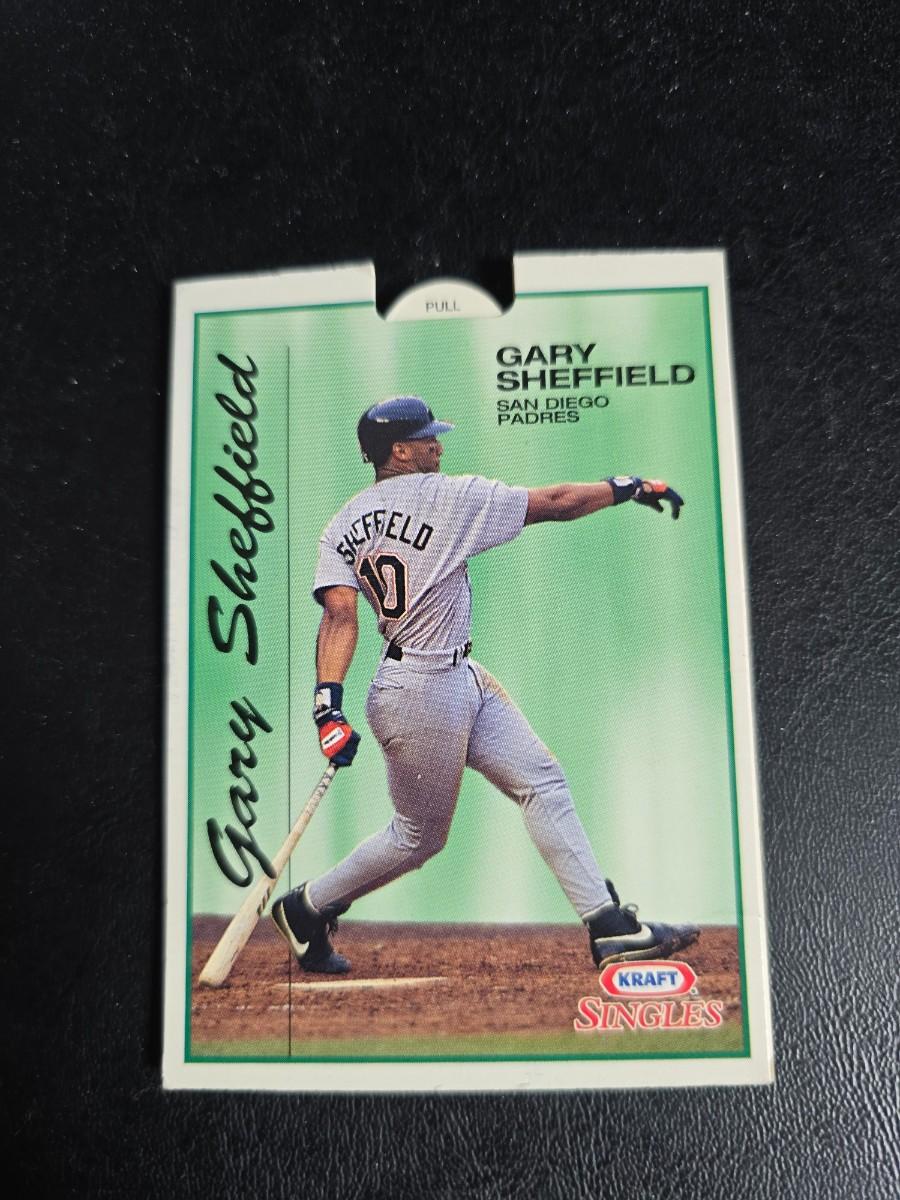 PULL
GARY
SHEFFIELD
SAN DIEGO
PADRES
Gary Sheffield
SHEFFIELD
10
KRAFT
SINGLES